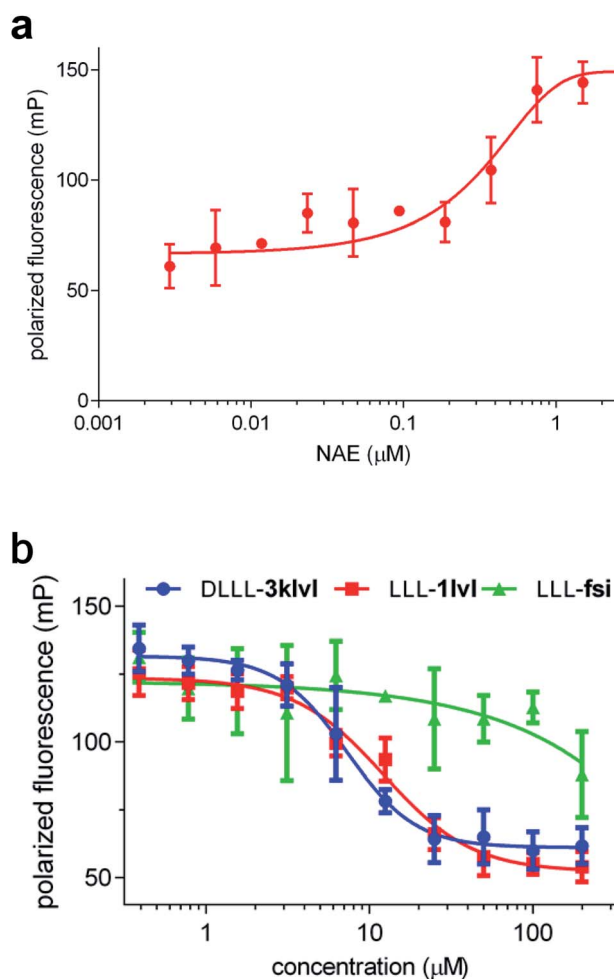 a
polarized fluorescence (mP)
150
100
50
0
0.001 0.01 0.1 1
NAE (μM)
b
DLLL-3klvl LLL-1lvl LLL-fsi
polarized fluorescence (mP)
150
100
50
1 10 100
concentration (μM)